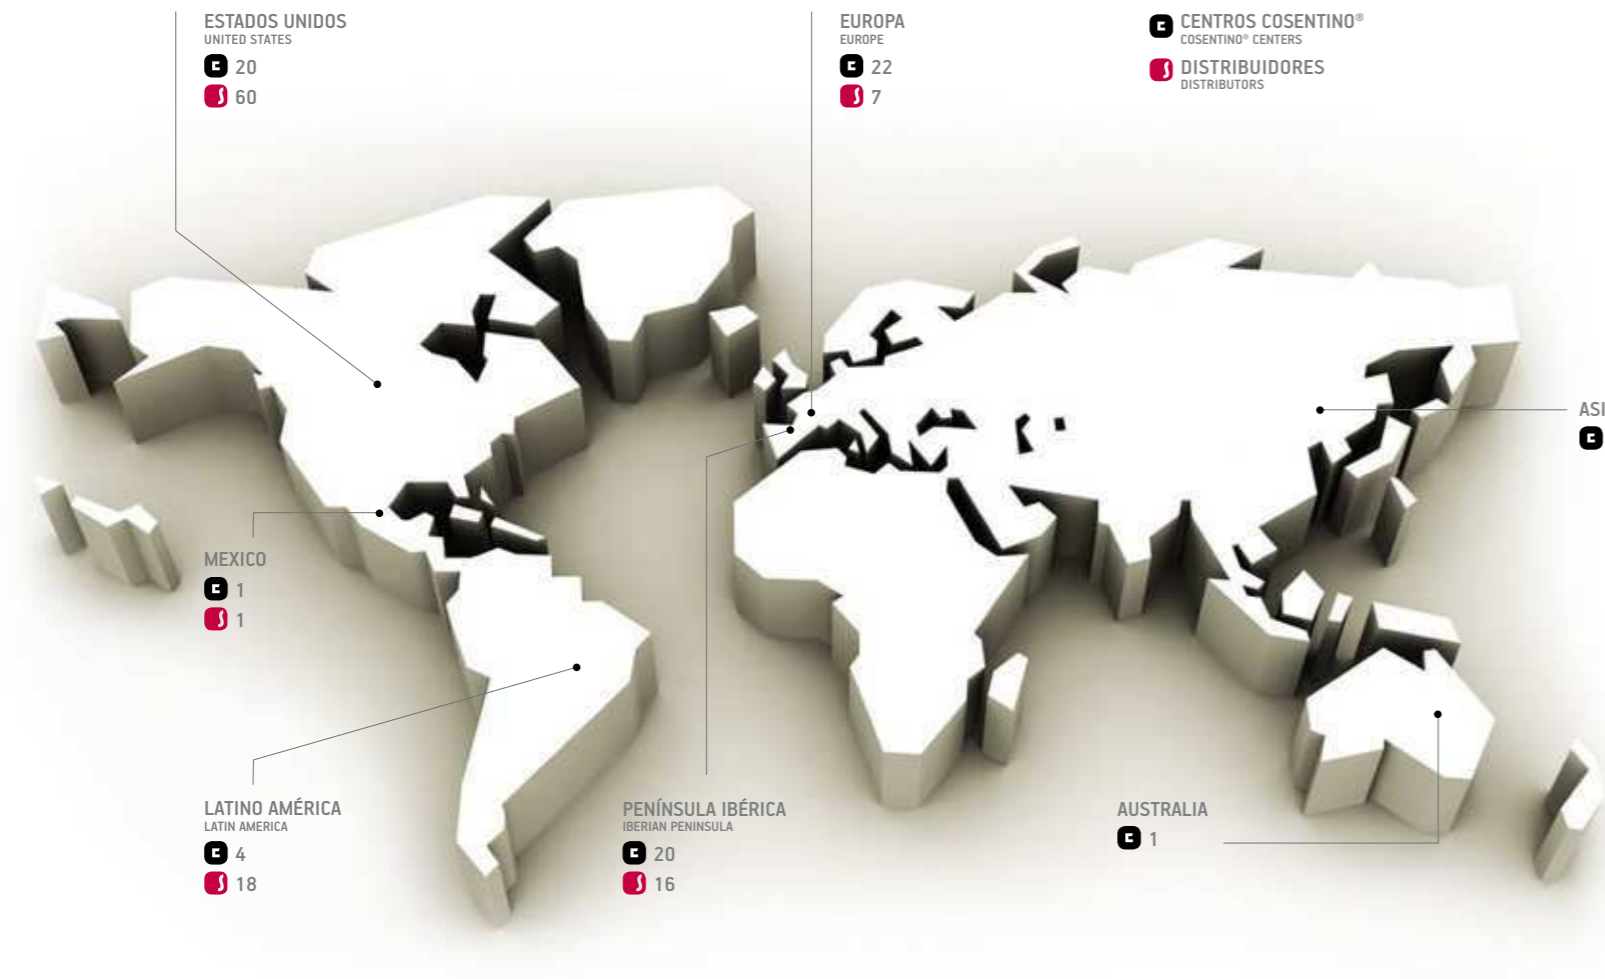 ESTADOS UNIDOS
UNITED STATES
20
60
EUROPA
EUROPE
22
7
CENTROS COSENTINO®
COSENTINO® CENTERS
DISTRIBUIDORES
DISTRIBUTORS
ASI
MEXICO
1
1
LATINO AMÉRICA
LATIN AMERICA
4
18
PENÍNSULA IBÉRICA
IBERIAN PENINSULA
20
16
AUSTRALIA
1